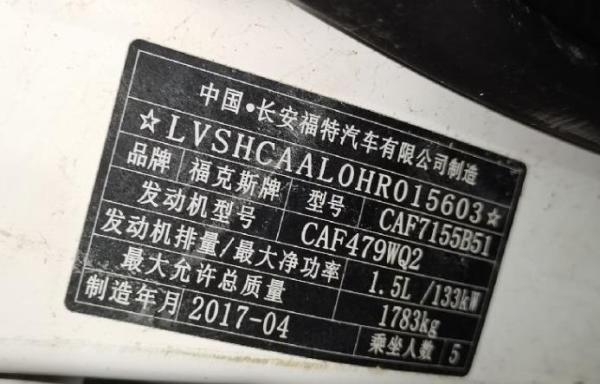 中国•长安福特汽车有限公司制造
☆LVSHCAAL0HR015603☆
品牌 福克斯牌 型号 CAF7155B51
发动机型号 CAF479WQ2
发动机排量/最大净功率 1.5L /133kW
最大允许总质量 1783kg
制造年月 2017-04 乘坐人数 5